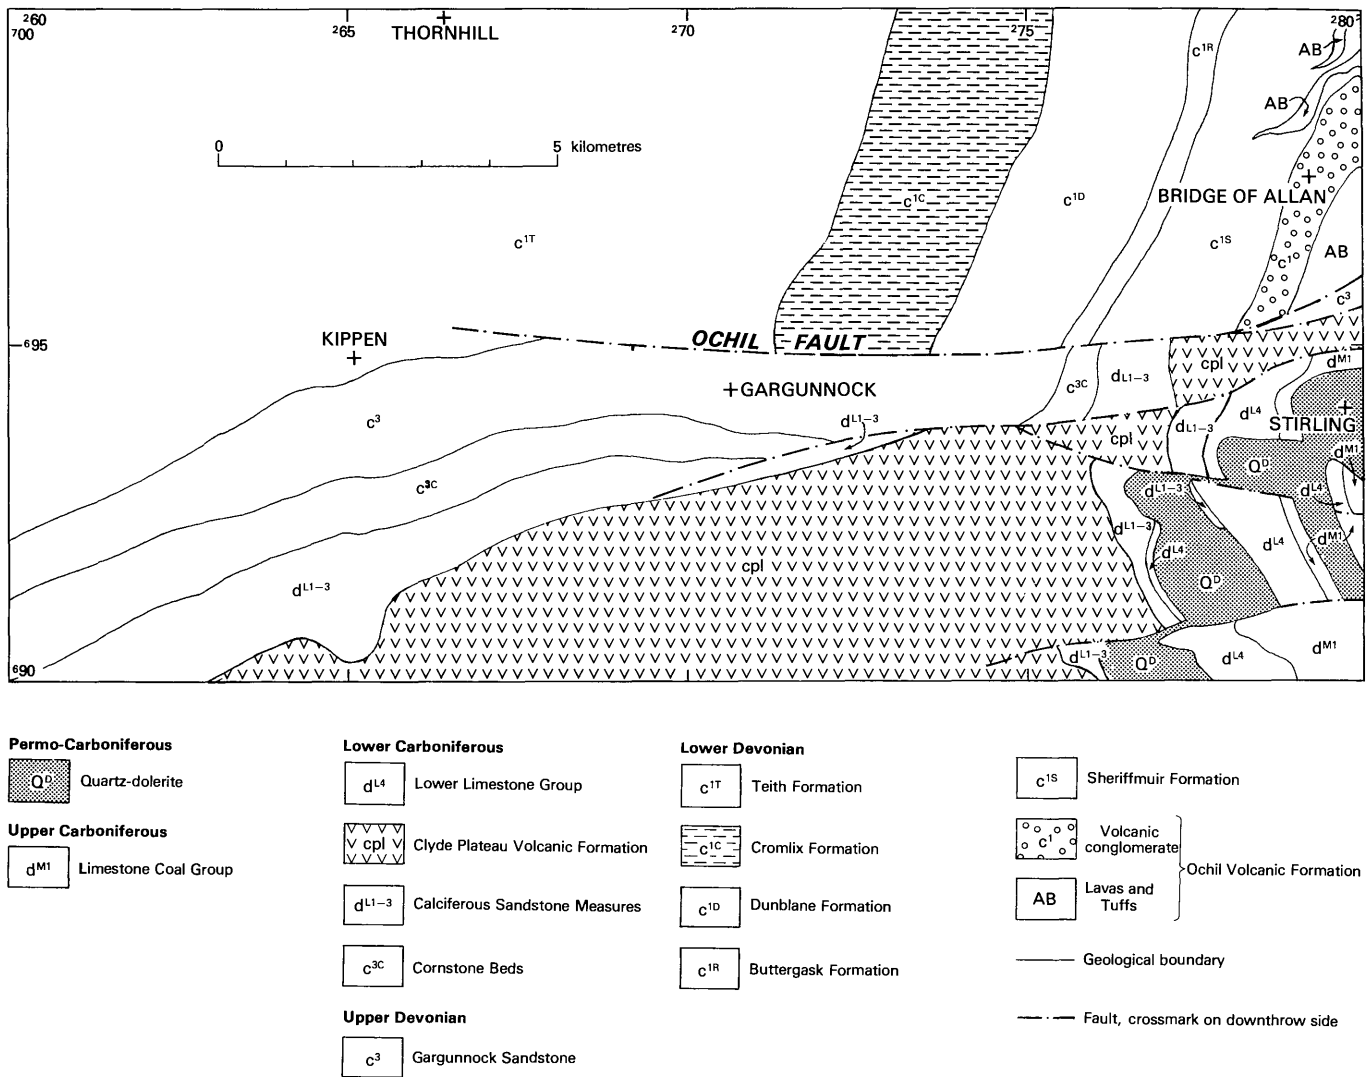 260
700
265
THORNHILL
270
275
280
AB
c1R
AB
0 5 kilometres
BRIDGE OF ALLAN
c1C
c1D
c1T
c1S
c1
AB
c3
KIPPEN
695
OCHIL FAULT
cpl
dM1
GARGUNNOCK
c3C
dL1–3
c3
dL1–3
dL4
STIRLING
cpl
dL1–3
QD
dM1
c3C
dL1–3
dL4
dL1–3
dL4
dL4
dM1
cpl
QD
dL1–3
690
dL1–3
QD
dL4
dM1
Permo-Carboniferous
QD Quartz-dolerite
Upper Carboniferous
dM1 Limestone Coal Group
Lower Carboniferous
dL4 Lower Limestone Group
cpl Clyde Plateau Volcanic Formation
dL1–3 Calciferous Sandstone Measures
c3C Cornstone Beds
Upper Devonian
c3 Gargunnock Sandstone
Lower Devonian
c1T Teith Formation
c1C Cromlix Formation
c1D Dunblane Formation
c1R Buttergask Formation
c1S Sheriffmuir Formation
c1 Volcanic
conglomerate
Ochil Volcanic Formation
AB Lavas and
Tuffs
Geological boundary
Fault, crossmark on downthrow side